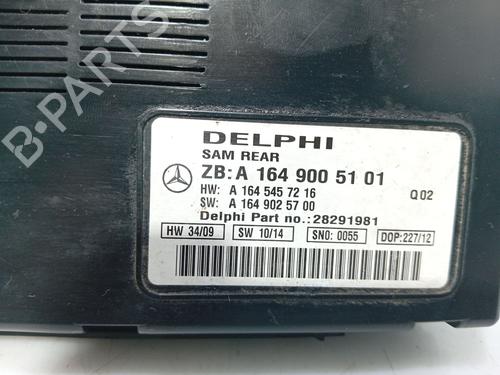 B-PARTS
DELPHI
SAM REAR
ZB: A 164 900 51 01
HW: A 164 545 72 16 Q02
SW: A 164 902 57 00
Delphi Part no.:28291981
HW 34/09 SW 10/14 SNO: 0055 DOP:227/12